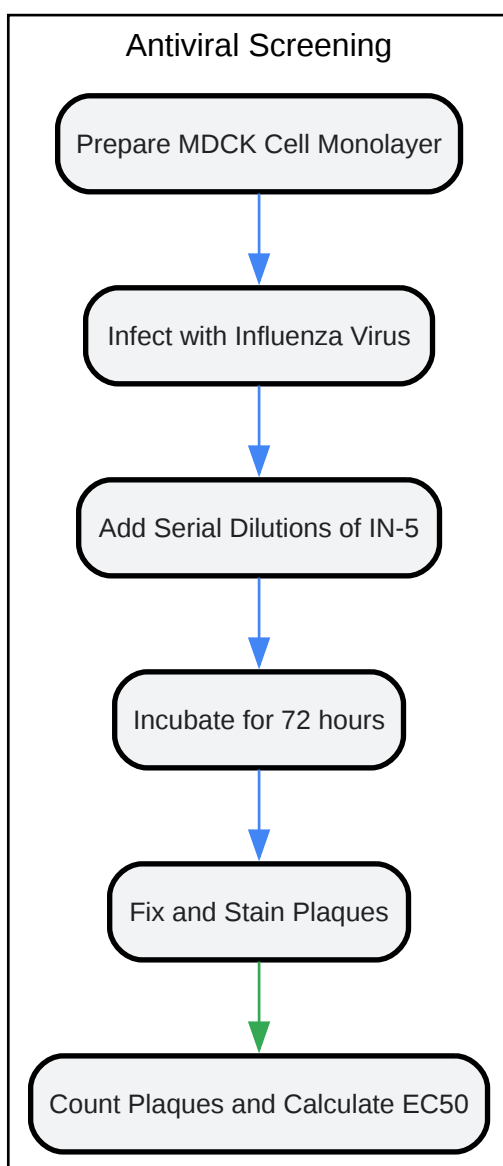 Antiviral Screening
Prepare MDCK Cell Monolayer
Infect with Influenza Virus
Add Serial Dilutions of IN-5
Incubate for 72 hours
Fix and Stain Plaques
Count Plaques and Calculate EC50